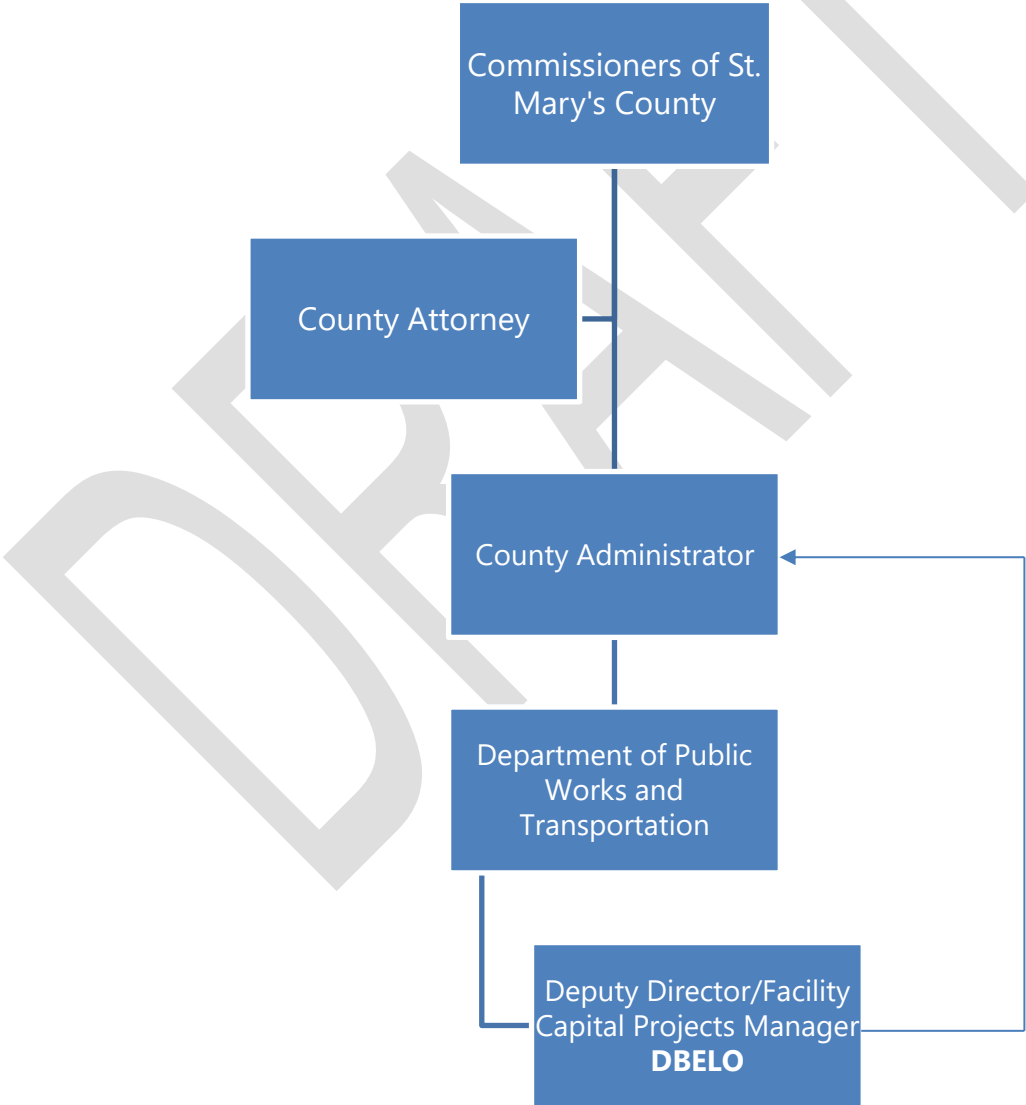 Commissioners of St.
Mary's County
County Attorney
County Administrator
Department of Public
Works and
Transportation
Deputy Director/Facility
Capital Projects Manager
DBELO
DRAFT